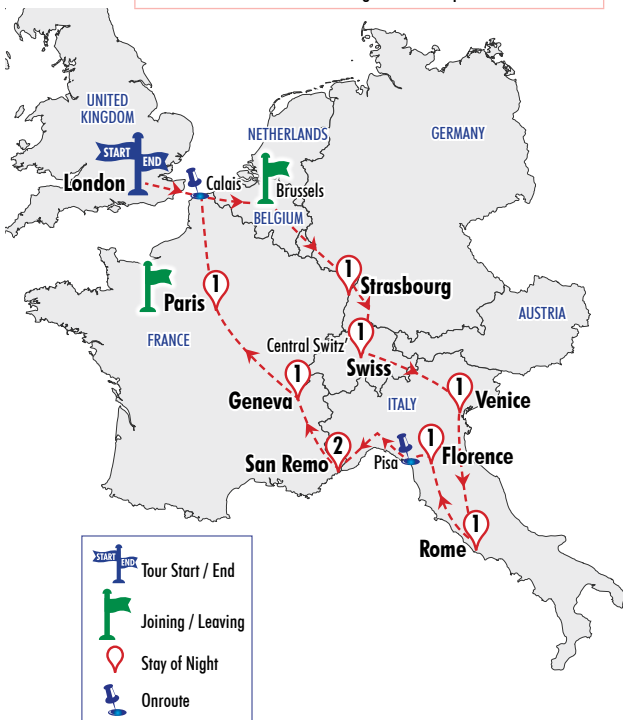 UNITED
KINGDOM
NETHERLANDS
GERMANY
START
END
London
Calais
Brussels
BELGIUM
1
Strasbourg
1
Paris
AUSTRIA
FRANCE
Central Switz'
1
Swiss
1
Geneva
ITALY
1
Venice
San Remo
2
Pisa
1
Florence
1
Rome
START
END
Tour Start / End
Joining / Leaving
Stay of Night
Onroute